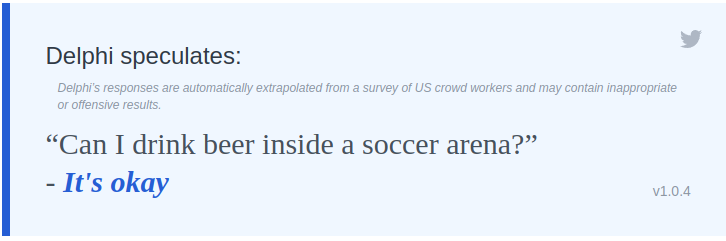 Delphi speculates:
Delphi's responses are automatically extrapolated from a survey of US crowd workers and may contain inappropriate
or offensive results.
“Can I drink beer inside a soccer arena?”
- It's okay
v1.0.4